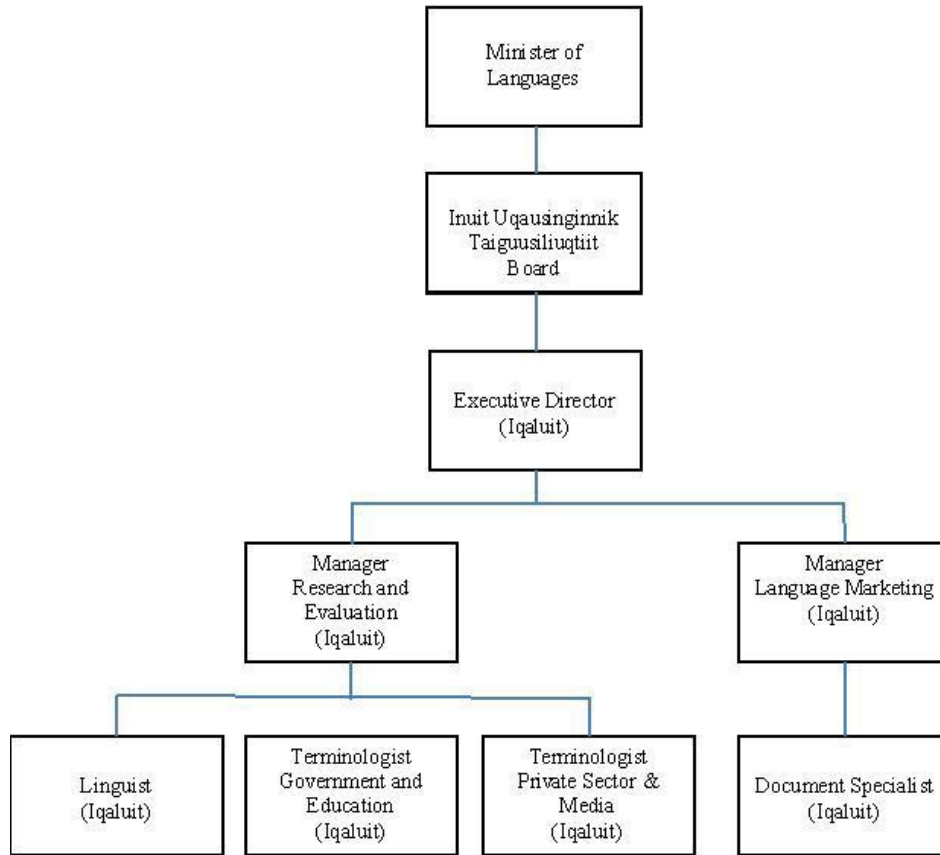 Minister of
Languages
Inuit Uqausinginnik
Taiguusiliuqtiit
Board
Executive Director
(Iqaluit)
Manager
Research and
Evaluation
(Iqaluit)
Manager
Language Marketing
(Iqaluit)
Linguist
(Iqaluit)
Terminologist
Government and
Education
(Iqaluit)
Terminologist
Private Sector &
Media
(Iqaluit)
Document Specialist
(Iqaluit)